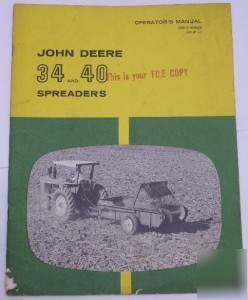 OPERATOR'S MANUAL
JOHN DEERE
34 AND 40
This is your FILE COPY
SPREADERS